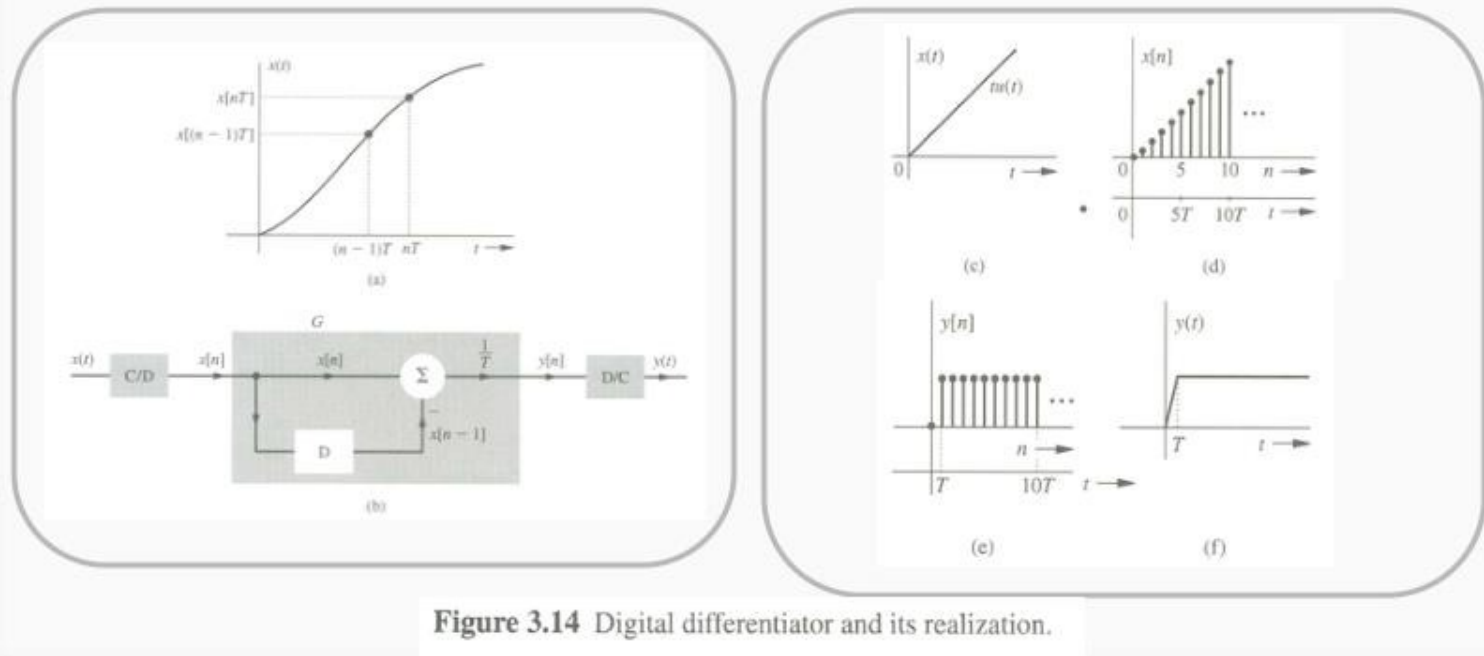 x(t)
x[nT]
x[(n − 1)T]
(n − 1)T nT t
(a)
G
x(t) C/D x[n] x[n] Σ 1/T y[n] D/C y(t)
−
D x[n − 1]
(b)
x(t)
tu(t)
0 t
(c)
x[n]
...
0 5 10 n
0 5T 10T t
(d)
y[n]
...
n
T 10T t
(e)
y(t)
T t
(f)
Figure 3.14 Digital differentiator and its realization.